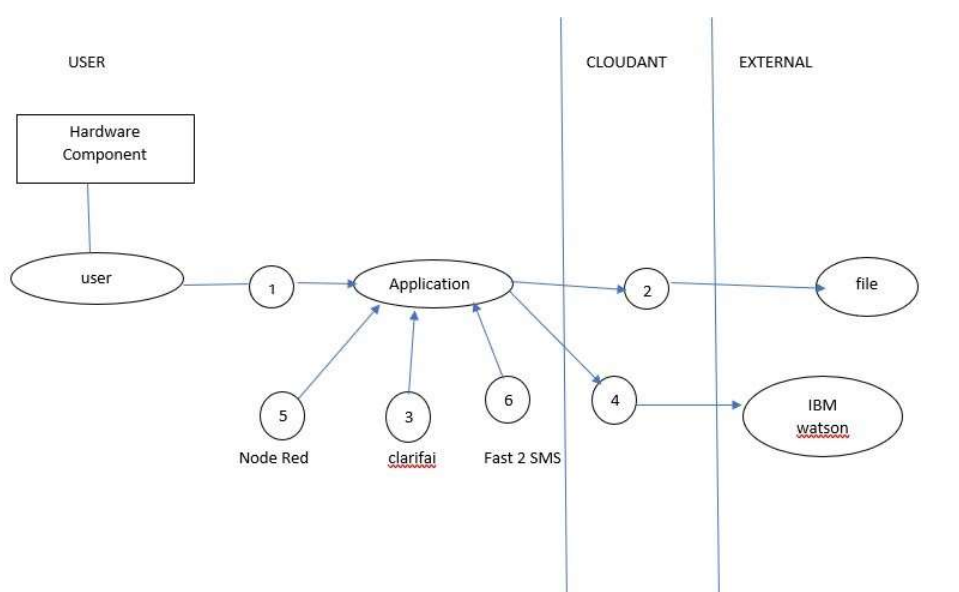 USER
CLOUDANT
EXTERNAL
Hardware
Component
user
1
Application
2
file
5
3
6
4
IBM
watson
Node Red
clarifai
Fast 2 SMS